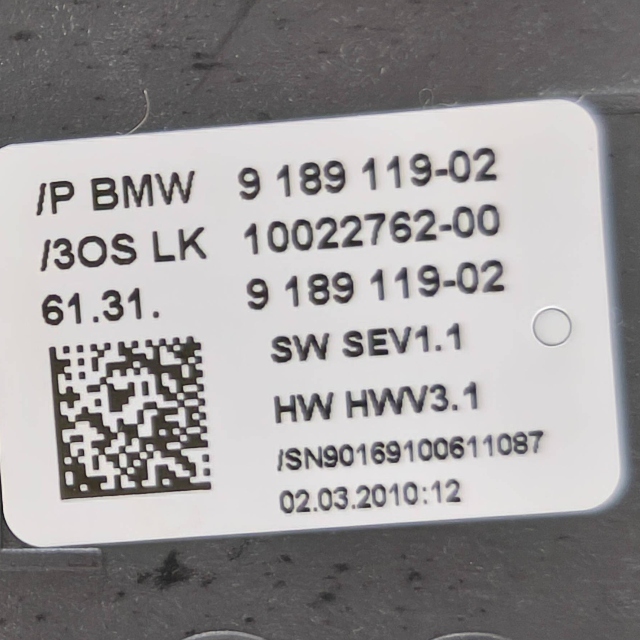 /P BMW 9 189 119-02
/3OS LK 10022762-00
61.31. 9 189 119-02
SW SEV1.1
HW HWV3.1
/SN90169100611087
02.03.2010:12